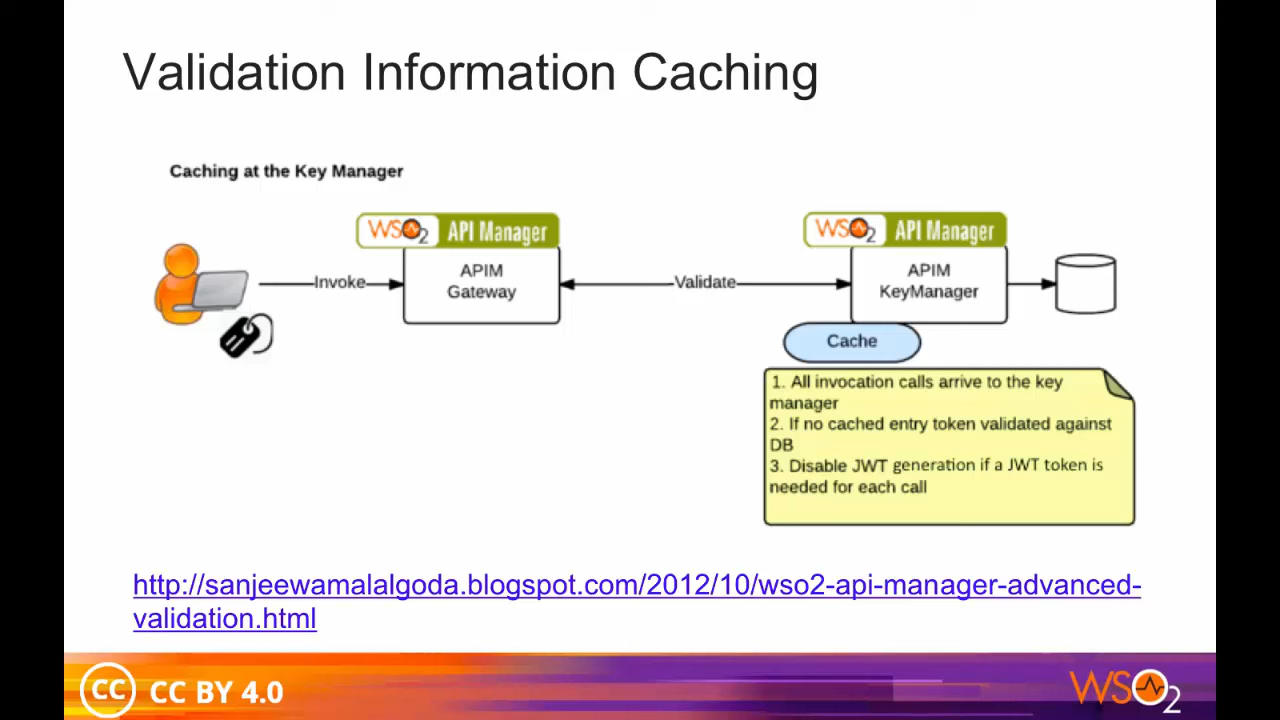 Validation Information Caching
Caching at the Key Manager
WSO2 API Manager
WSO2 API Manager
Invoke
APIM
Gateway
Validate
APIM
KeyManager
Cache
1. All invocation calls arrive to the key
manager
2. If no cached entry token validated against
DB
3. Disable JWT generation if a JWT token is
needed for each call
http://sanjeewamalalgoda.blogspot.com/2012/10/wso2-api-manager-advanced-
validation.html
CC CC BY 4.0
WSO2